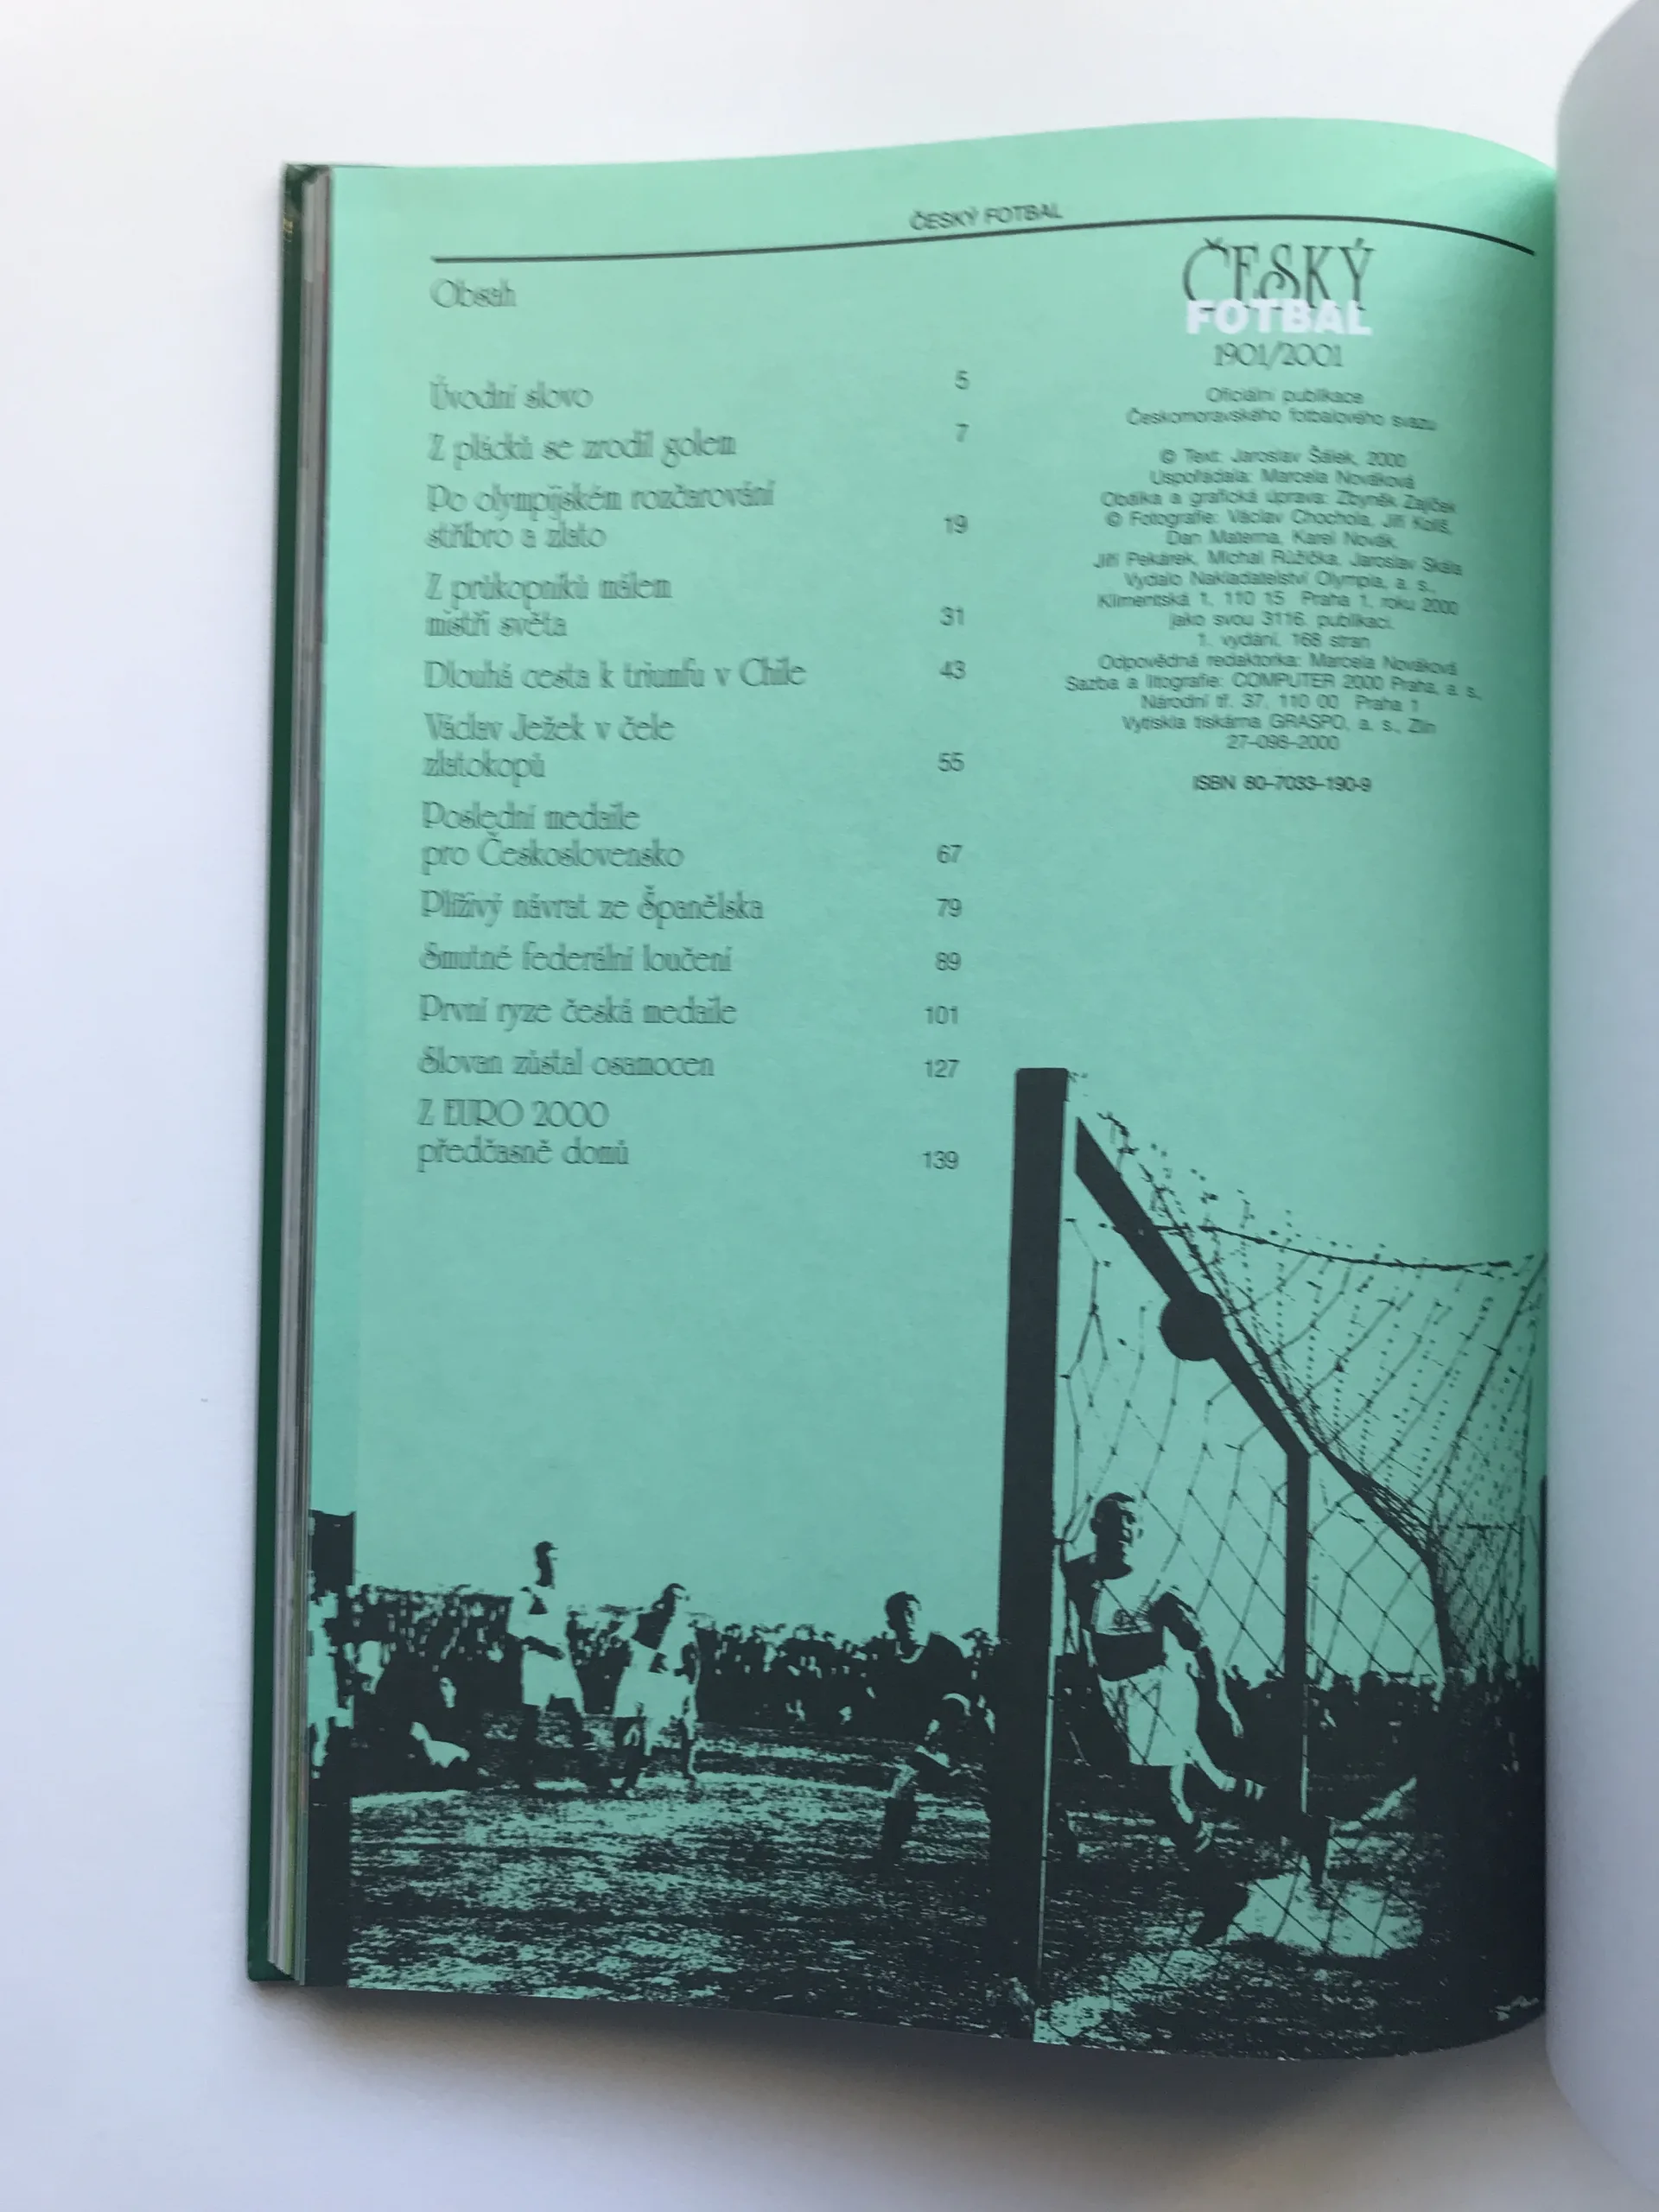 ČESKÝ FOTBAL
Obsah
Úvodní slovo 5
Z plácků se zrodil golem 7
Po olympijském rozčarování
stříbro a zlato 19
Z průkopníků málem
mistři světa 31
Dlouhá cesta k triumfu v Chile 43
Václav Ježek v čele
zlatokopů 55
Poslední medaile
pro Československo 67
Plíživý návrat ze Španělska 79
Smutné federální loučení 89
První ryze česká medaile 101
Slovan zůstal osamocen 127
Z EURO 2000
předčasně domů 139
ČESKÝ
FOTBAL
1901/2001
Oficiální publikace
Českomoravského fotbalového svazu
© Text: Jaroslav Šálek, 2000
Uspořádala: Marcela Nováková
Obálka a grafická úprava: Zbyněk Zajíček
© Fotografie: Václav Chochola, Jiří Koliš,
Dan Materna, Karel Novák,
Jiří Pekárek, Michal Růžička, Jaroslav Skála
Vydalo Nakladatelství Olympia, a. s.,
Klimentská 1, 110 15 Praha 1, roku 2000
jako svou 3116. publikaci.
1. vydání, 168 stran
Odpovědná redaktorka: Marcela Nováková
Sazba a litografie: COMPUTER 2000 Praha, a. s.,
Národní tř. 37, 110 00 Praha 1
Vytiskla tiskárna GRASPO, a. s., Zlín
27–098–2000
ISBN 80–7033–190-9